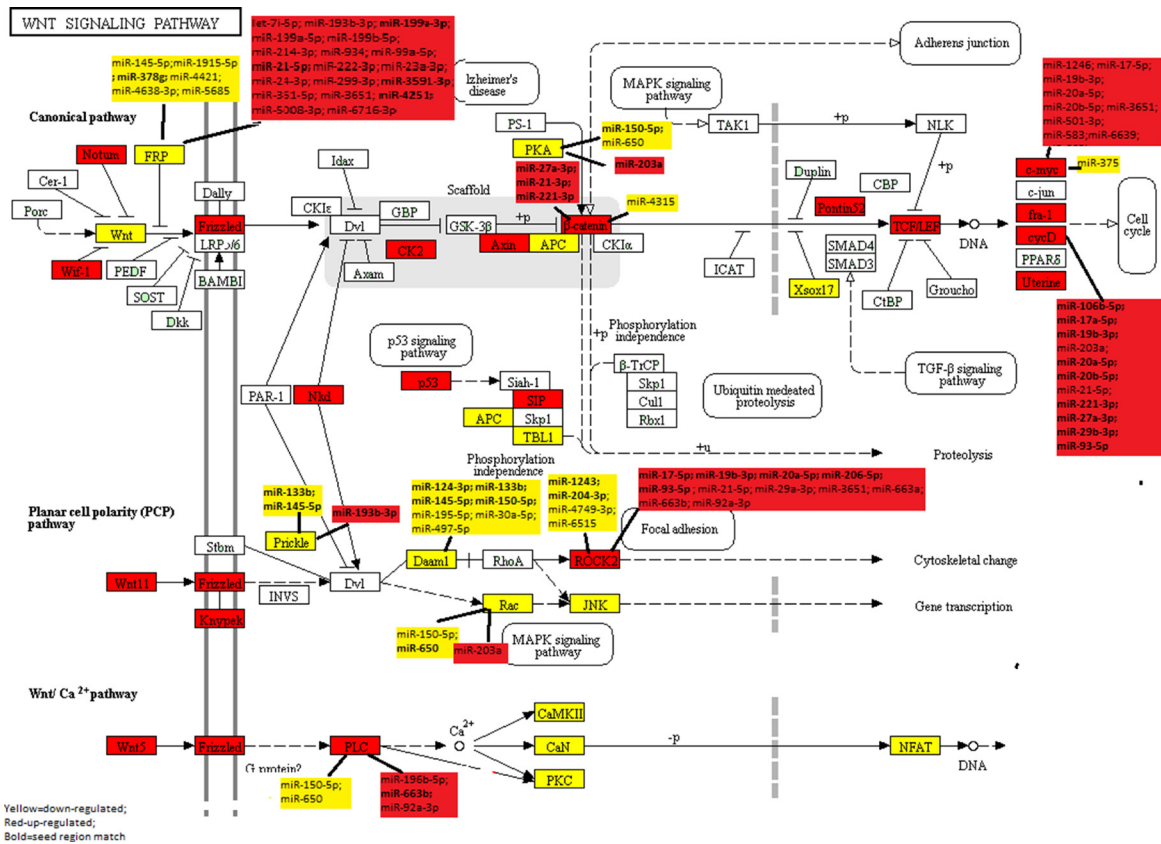 WNT SIGNALING PATHWAY
let-7i-5p; miR-193b-3p; miR-199a-3p;
miR-199a-5p; miR-199b-5p;
miR-214-3p; miR-934; miR-99a-5p;
miR-21-5p; miR-222-3p; miR-23a-3p;
miR-24-3p; miR-299-3p; miR-3591-3p;
miR-351-5p; miR-3651; miR-4251;
miR-5008-3p; miR-6716-3p
miR-145-5p; miR-1915-5p
; miR-378g; miR-4421;
miR-4638-3p; miR-5685
lzheimer's
disease
Adherens junction
MAPK signaling
pathway
miR-1246; miR-17-5p;
miR-19b-3p;
miR-20a-5p;
miR-20b-5p; miR-3651;
miR-501-3p;
miR-583; miR-6639;
Canonical pathway
Notum
FRP
Cer-1
Porc
Wnt
Wif-1
PEDF
SOST
Dkk
Dally
Frizzled
LRP5/6
BAMBI
Idax
CKIε
Dvl
GBP
Axam
CK2
Scaffold
GSK-3β
+p
Axin
APC
β-catenin
CKIα
PS-1
PKA
miR-150-5p;
miR-650
miR-203a
miR-27a-3p;
miR-21-3p;
miR-221-3p
miR-4315
TAK1
+p
NLK
Duplin
CBP
Pontin52
TCF/LEF
DNA
ICAT
SMAD4
SMAD3
Xsox17
CtBP
Groucho
c-myc
miR-375
c-jun
fra-1
cycD
PPARδ
Uterine
Cell
cycle
miR-106b-5p;
miR-17a-5p;
miR-19b-3p;
miR-203a;
miR-20a-5p;
miR-20b-5p;
miR-21-5p;
miR-221-3p;
miR-27a-3p;
miR-29b-3p;
miR-93-5p
TGF-β signaling
pathway
p53 signaling
pathway
p53
Siah-1
SIP
APC
Skp1
TBL1
+p
Phosphorylation
independence
β-TrCP
Skp1
Cul1
Rbx1
Ubiquitin medeated
proteolysis
+u
Proteolysis
PAR-1
Nkd
Phosphorylation
independence
Planar cell polarity (PCP)
pathway
miR-133b;
miR-145-5p
miR-193b-3p
Prickle
miR-124-3p; miR-133b;
miR-145-5p; miR-150-5p;
miR-195-5p; miR-30a-5p;
miR-497-5p
miR-1243;
miR-204-3p;
miR-4749-3p;
miR-6515
miR-17-5p; miR-19b-3p; miR-20a-5p; miR-206-5p;
miR-93-5p ; miR-21-5p; miR-29a-3p; miR-3651; miR-663a;
miR-663b; miR-92a-3p
Focal adhesion
Stbm
Daam1
RhoA
ROCK2
Cytoskeletal change
Wnt11
Frizzled
INVS
Dvl
Knypek
Rac
JNK
Gene transcription
miR-150-5p;
miR-650
miR-203a
MAPK signaling
pathway
Wnt/ Ca 2+ pathway
Wnt5
Frizzled
G protein?
PLC
Ca2+
CaMKII
CaN
PKC
-p
NFAT
DNA
miR-150-5p;
miR-650
miR-196b-5p;
miR-663b;
miR-92a-3p
Yellow=down-regulated;
Red-up-regulated;
Bold=seed region match